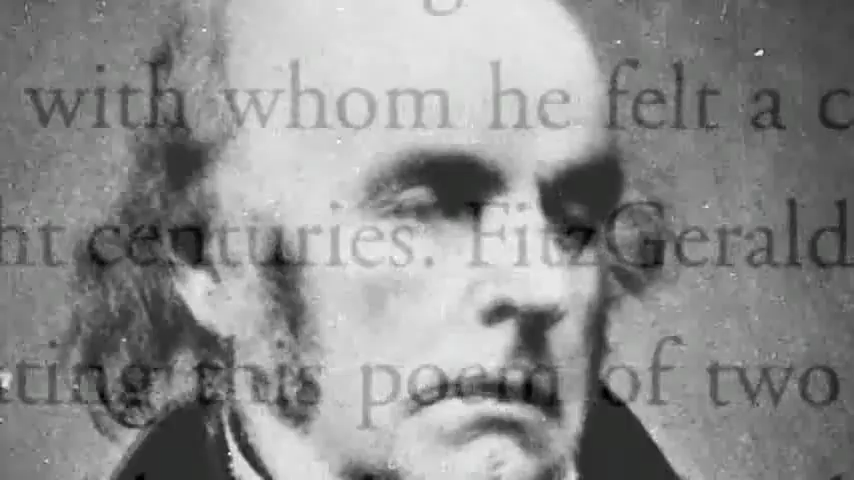 with whom he felt a c
ht centuries. FitzGerald
ting this poem of two